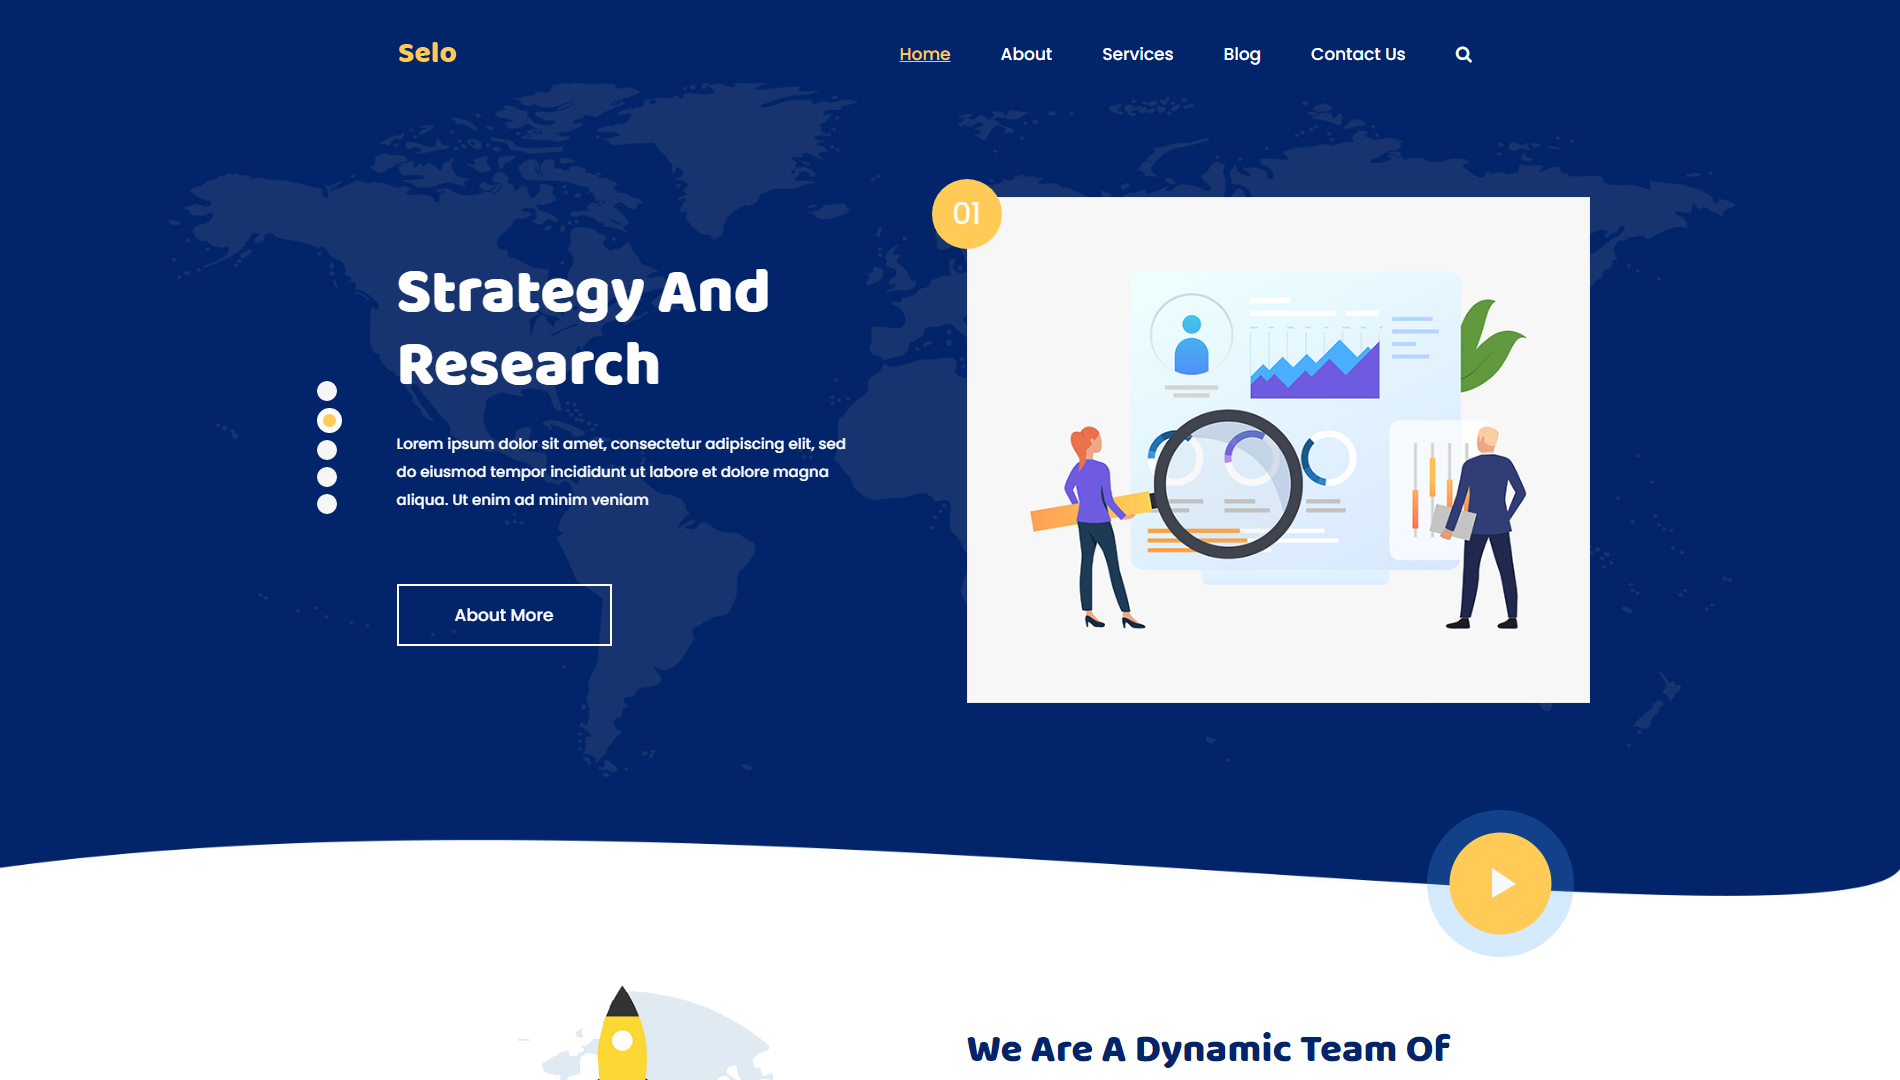 Selo
Home About Services Blog Contact Us
01
Strategy And
Research
Lorem ipsum dolor sit amet, consectetur adipiscing elit, sed
do eiusmod tempor incididunt ut labore et dolore magna
aliqua. Ut enim ad minim veniam
About More
We Are A Dynamic Team Of